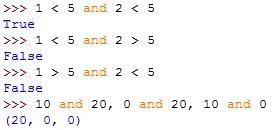 >>> 1 < 5 and 2 < 5
True
>>> 1 < 5 and 2 > 5
False
>>> 1 > 5 and 2 < 5
False
>>> 10 and 20, 0 and 20, 10 and 0
(20, 0, 0)